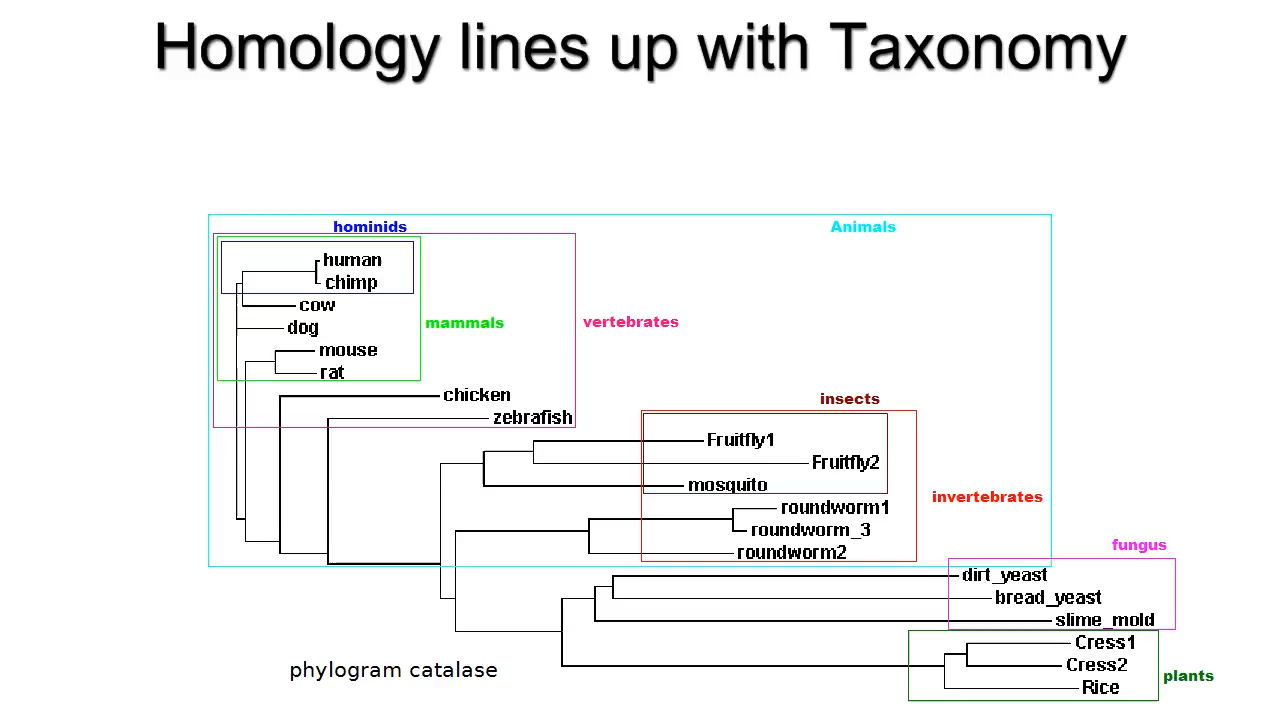 Homology lines up with Taxonomy
hominids
Animals
human
chimp
cow
dog
mammals
vertebrates
mouse
rat
chicken
insects
zebrafish
Fruitfly1
Fruitfly2
mosquito
invertebrates
roundworm1
roundworm_3
roundworm2
fungus
dirt_yeast
bread_yeast
slime_mold
Cress1
Cress2
phylogram catalase
plants
Rice